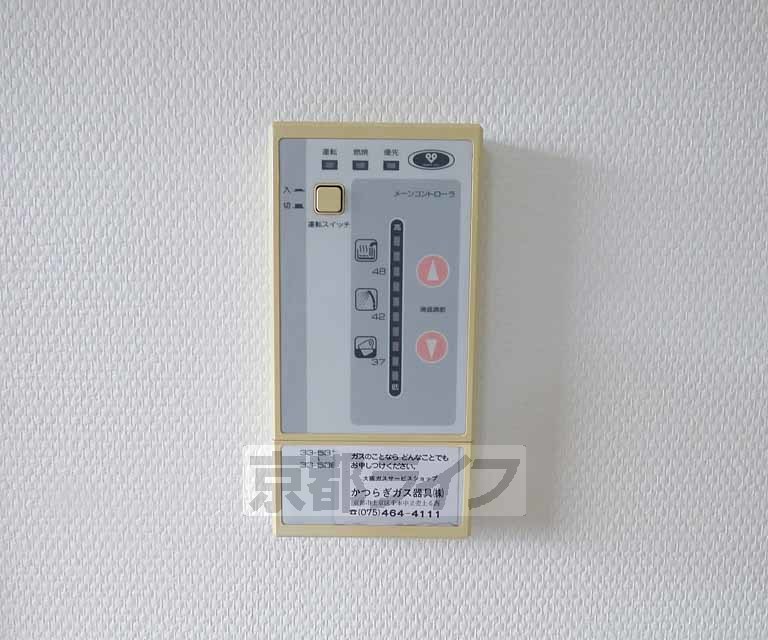 運転 燃焼 優先
メーンコントローラ
入
切
運転スイッチ
高
48
42
湯温調節
37
低
33-531
33-536
ガスのことなら どんなことでも
お申しつけください。
大阪ガスサービスショップ
かつらぎガス器具(株)
☎(075)464-4111
京都ライフ